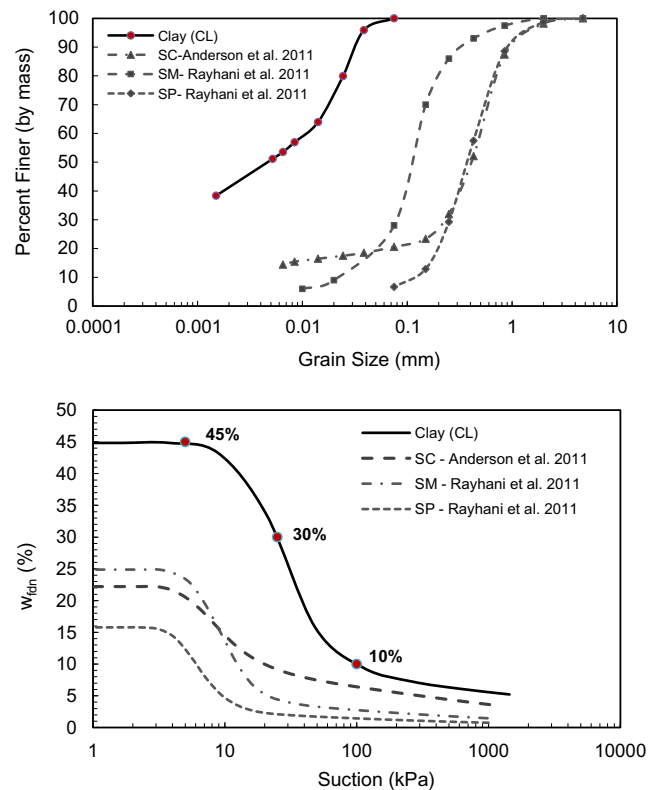 100
90
80
70
60
50
40
30
20
10
0
Percent Finer (by mass)
Clay (CL)
SC-Anderson et al. 2011
SM- Rayhani et al. 2011
SP- Rayhani et al. 2011
0.0001 0.001 0.01 0.1 1 10
Grain Size (mm)
50
45
40
35
30
25
20
15
10
5
0
wfdn (%)
45%
30%
10%
Clay (CL)
SC - Anderson et al. 2011
SM - Rayhani et al. 2011
SP - Rayhani et al. 2011
1 10 100 1000 10000
Suction (kPa)